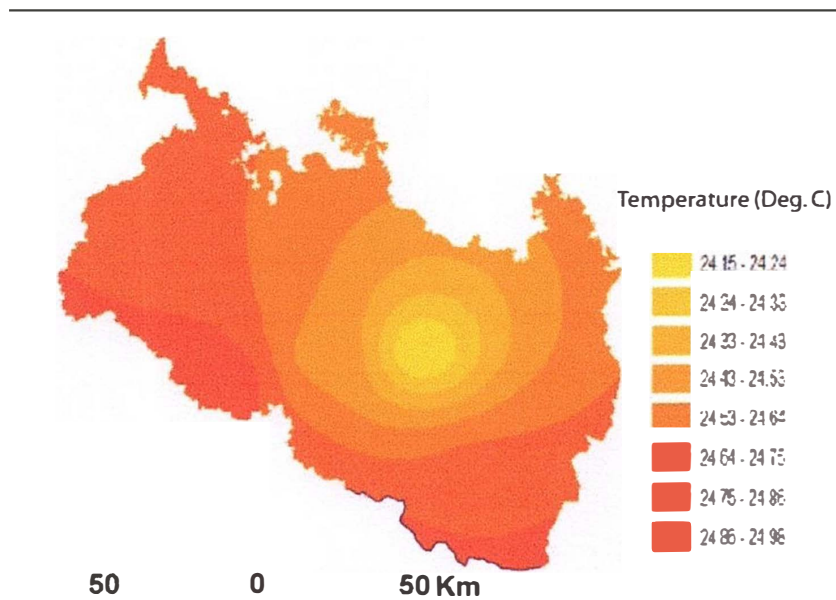 Temperature (Deg. C)
24.15 - 24.24
24.24 - 24.33
24.33 - 24.43
24.43 - 24.53
24.53 - 24.64
24.64 - 24.75
24.75 - 24.86
24.86 - 24.98
50 0 50 Km